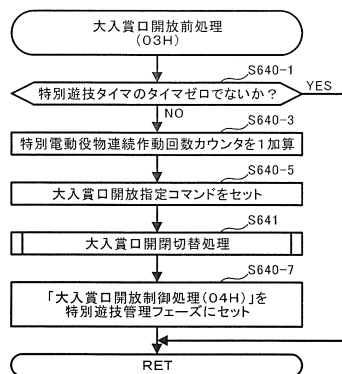 大入賞口開放前処理
(03H)
S640-1
特別遊技タイマのタイマゼロでないか?
YES
NO
S640-3
特別電動役物連続作動回数カウンタを1加算
S640-5
大入賞口開放指定コマンドをセット
S641
大入賞口開閉切替処理
S640-7
「大入賞口開放制御処理(04H)」を
特別遊技管理フェーズにセット
RET